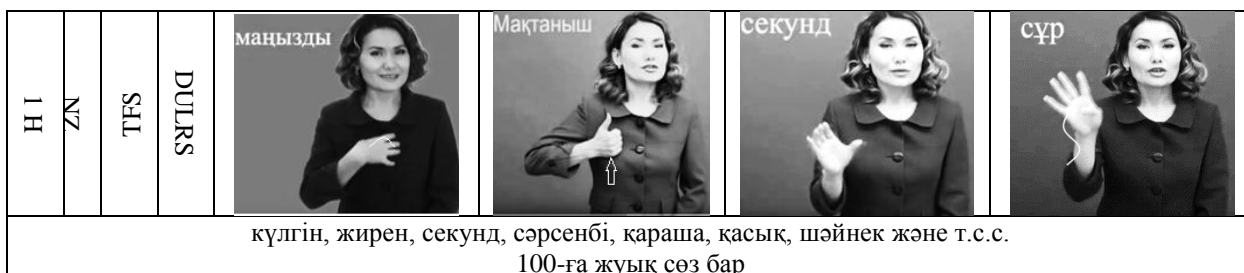 1 H
NZ
TFS
DULRS
маңызды
Мақтаныш
секунд
сұр
күлгін, жирен, секунд, сәрсенбі, қараша, қасық, шәйнек және т.с.с.
100-ға жуық сөз бар